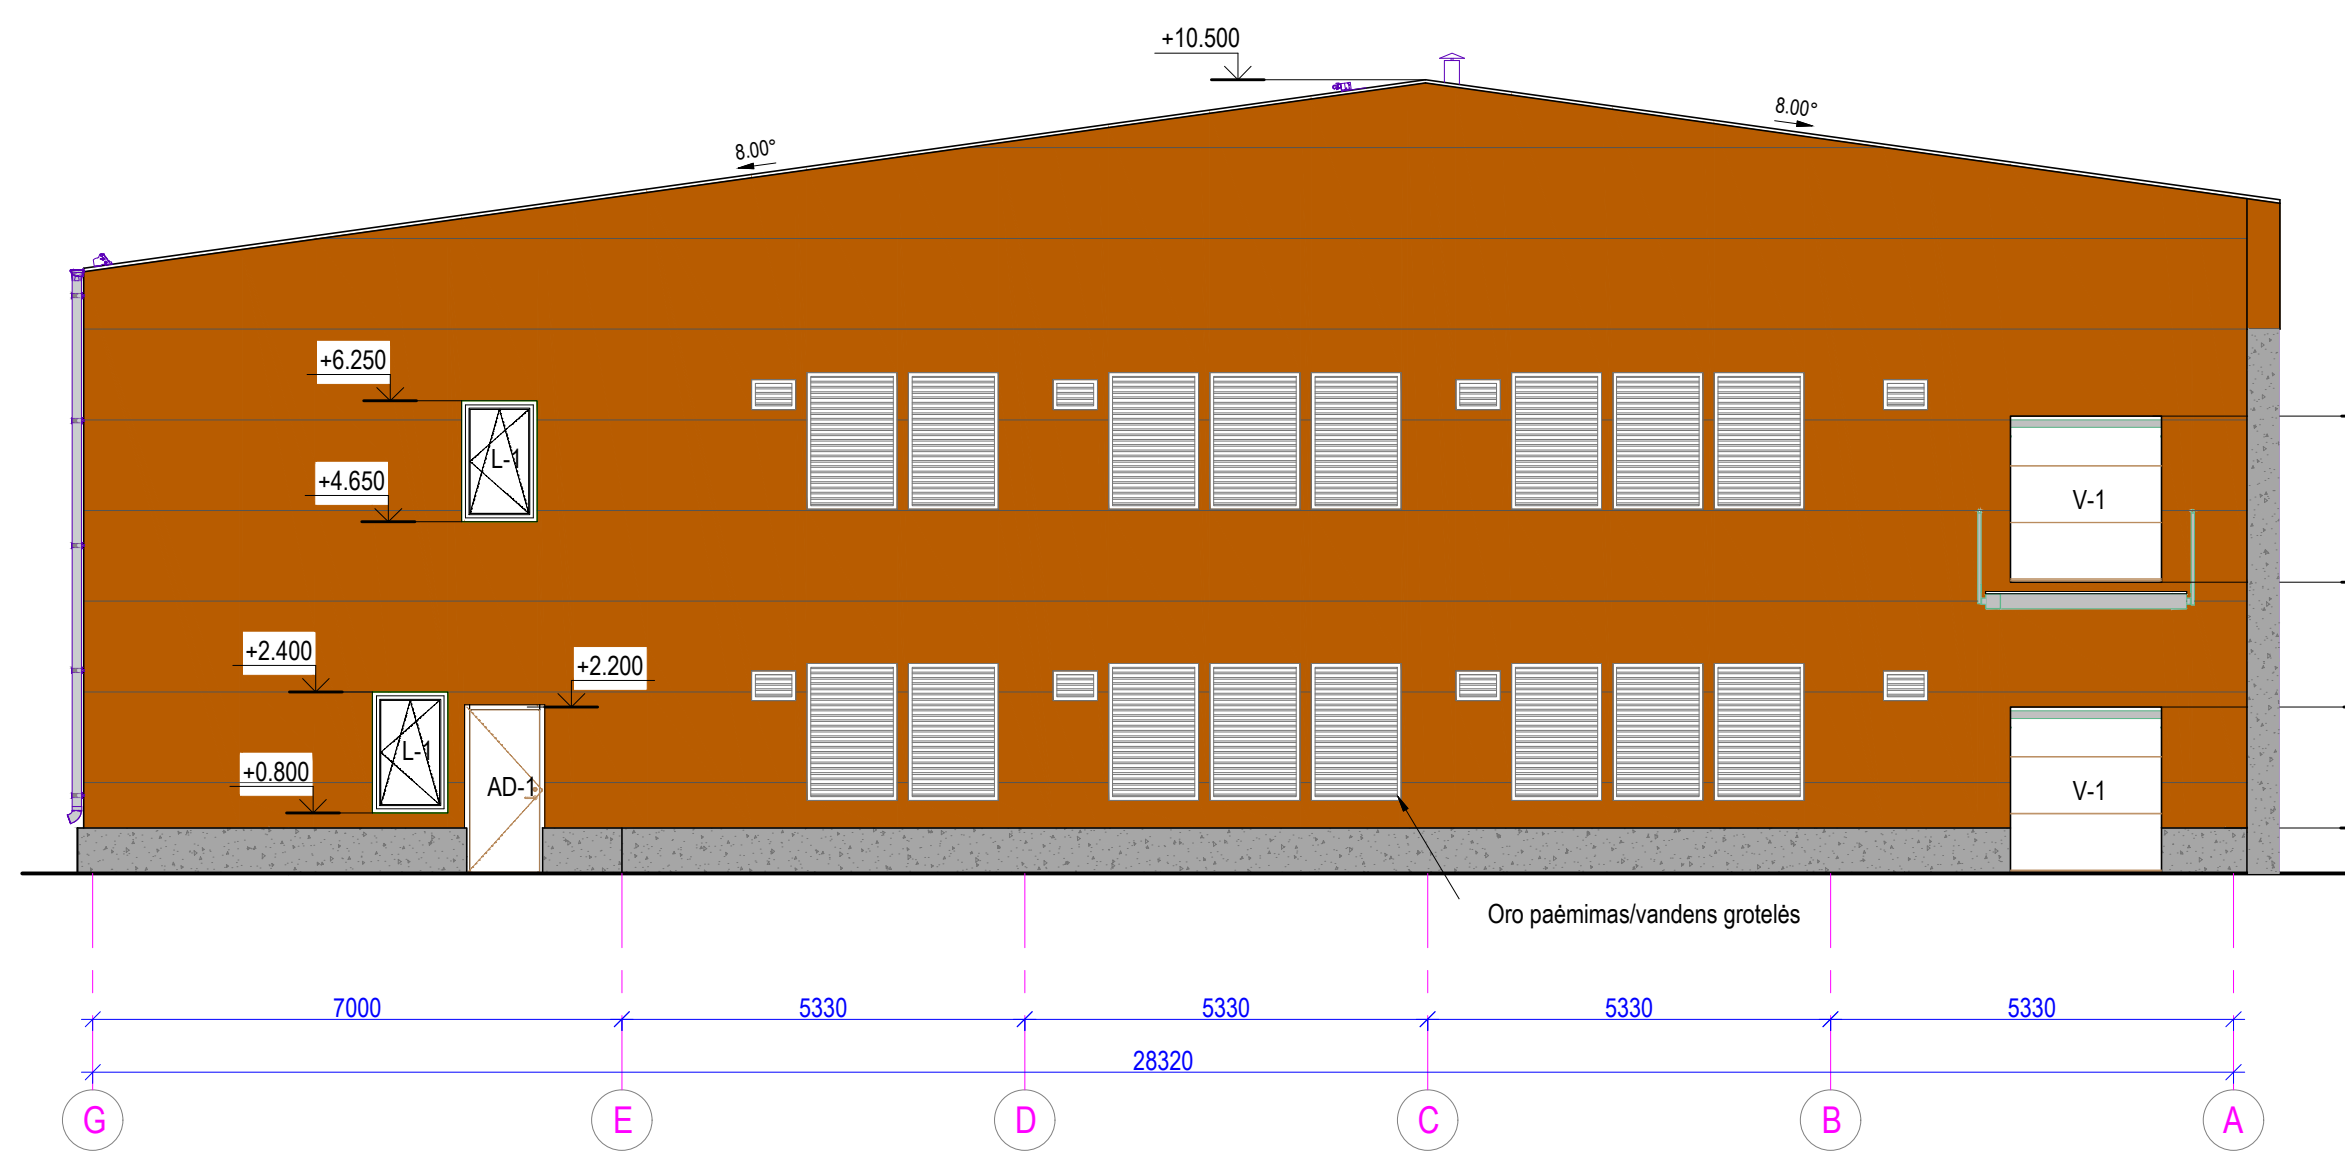 +10.500
8.00°
8.00°
+6.250
L-1
+4.650
V-1
+2.400
+2.200
L-1
+0.800
AD-1
V-1
Oro paėmimas/vandens grotelės
7000
5330
5330
5330
5330
28320
G
E
D
C
B
A